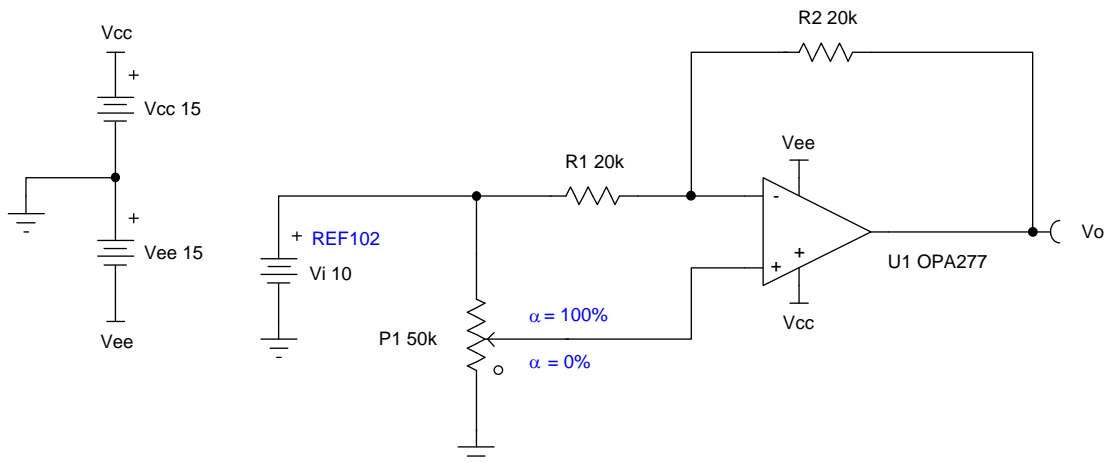 Vcc
+
Vcc 15
+
Vee 15
Vee
R2 20k
R1 20k
Vee
-
+
+
Vcc
U1 OPA277
Vo
+ REF102
Vi 10
P1 50k
α = 100%
α = 0%